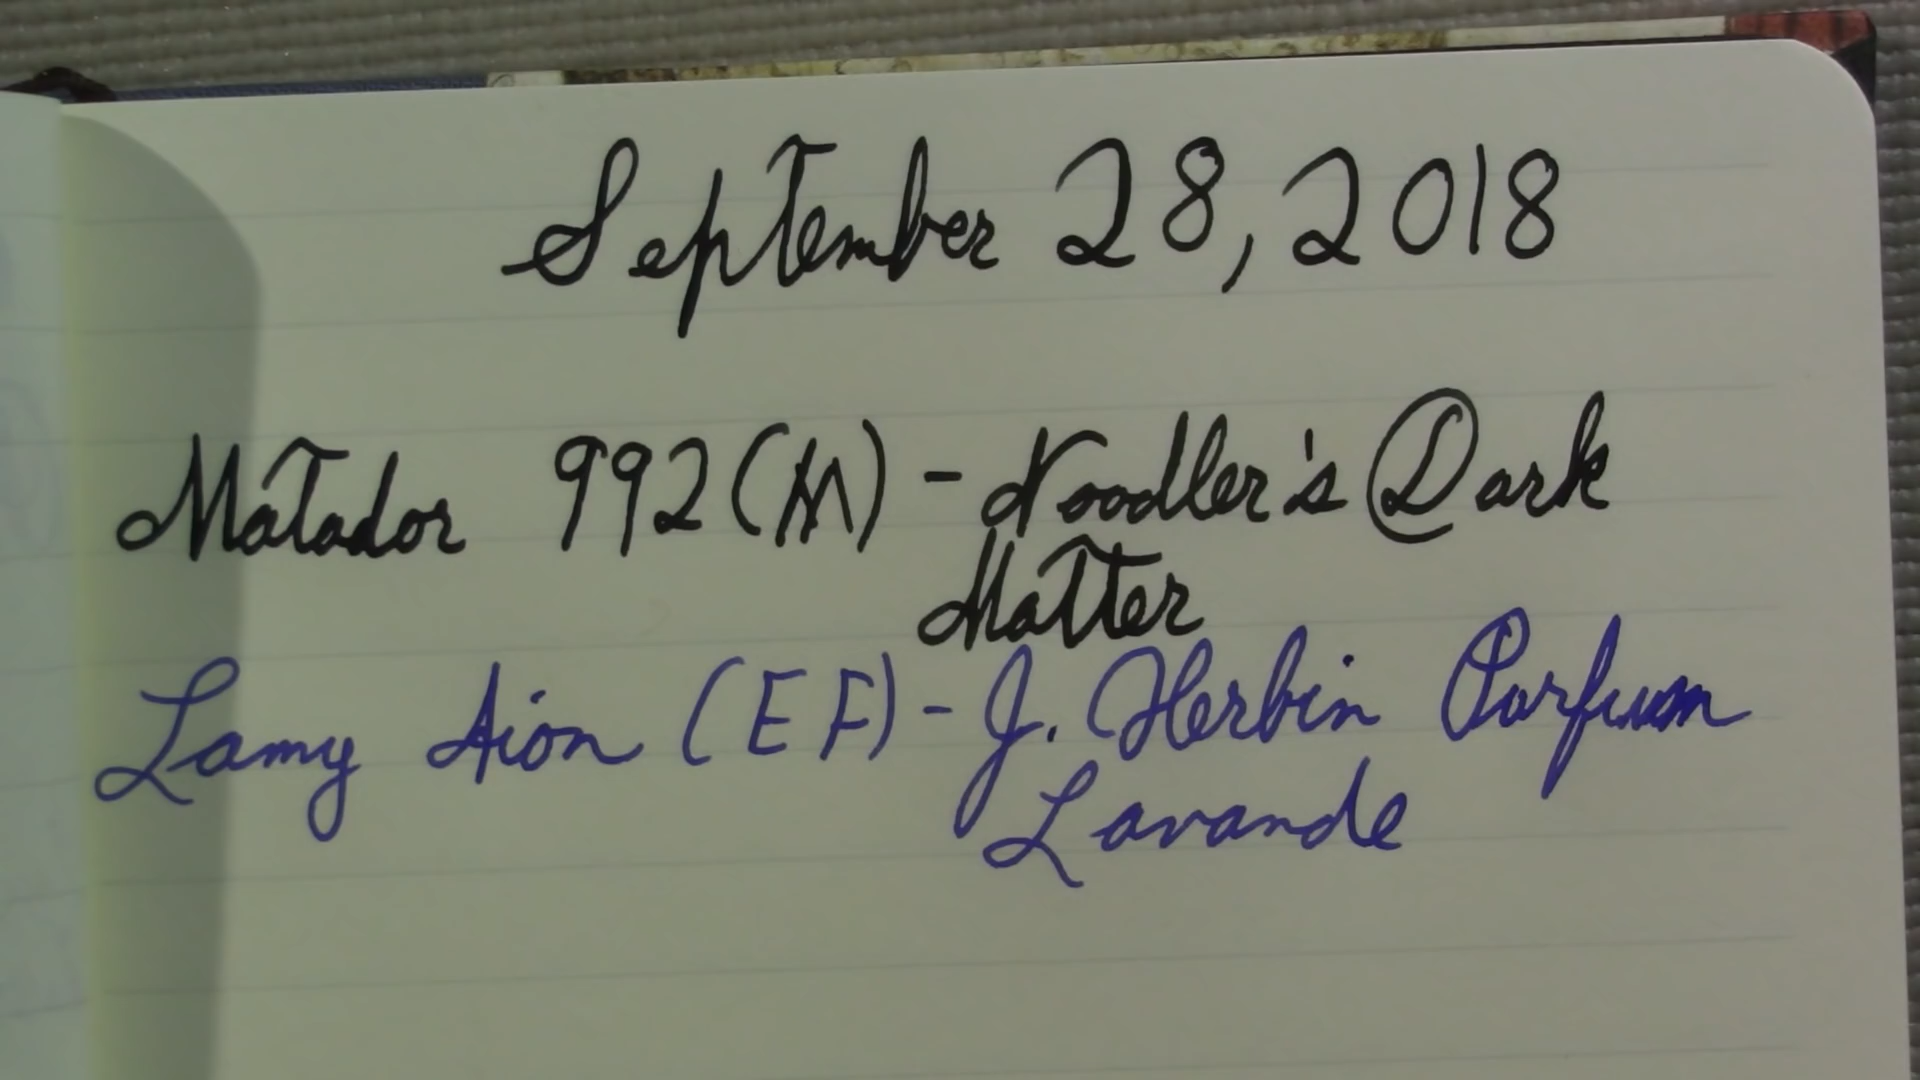 September 28, 2018
Matador 992 (M) - Noodler's Dark
Matter
Lamy Aion (EF) - J. Herbin Parfum
Lavande